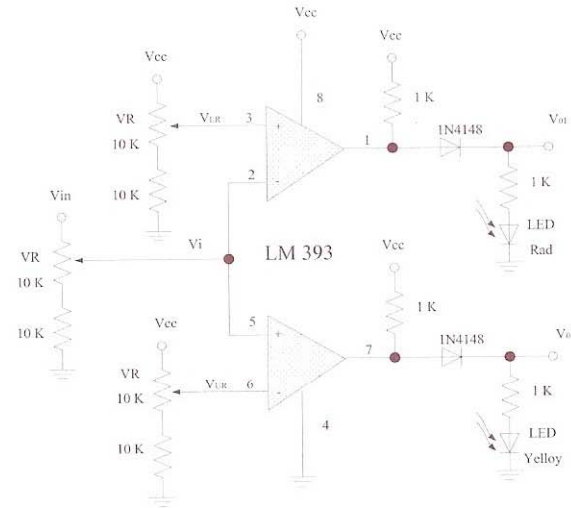 Vcc
Vcc
Vcc
8
1 K
VR
10 K
VLR
3
+
1
1N4148
V01
10 K
2
-
1 K
Vin
LED
Rad
Vi
LM 393
VR
10 K
Vcc
10 K
1 K
Vcc
5
+
7
1N4148
Vo
VR
10 K
VUR
6
-
1 K
4
10 K
LED
Yelloy